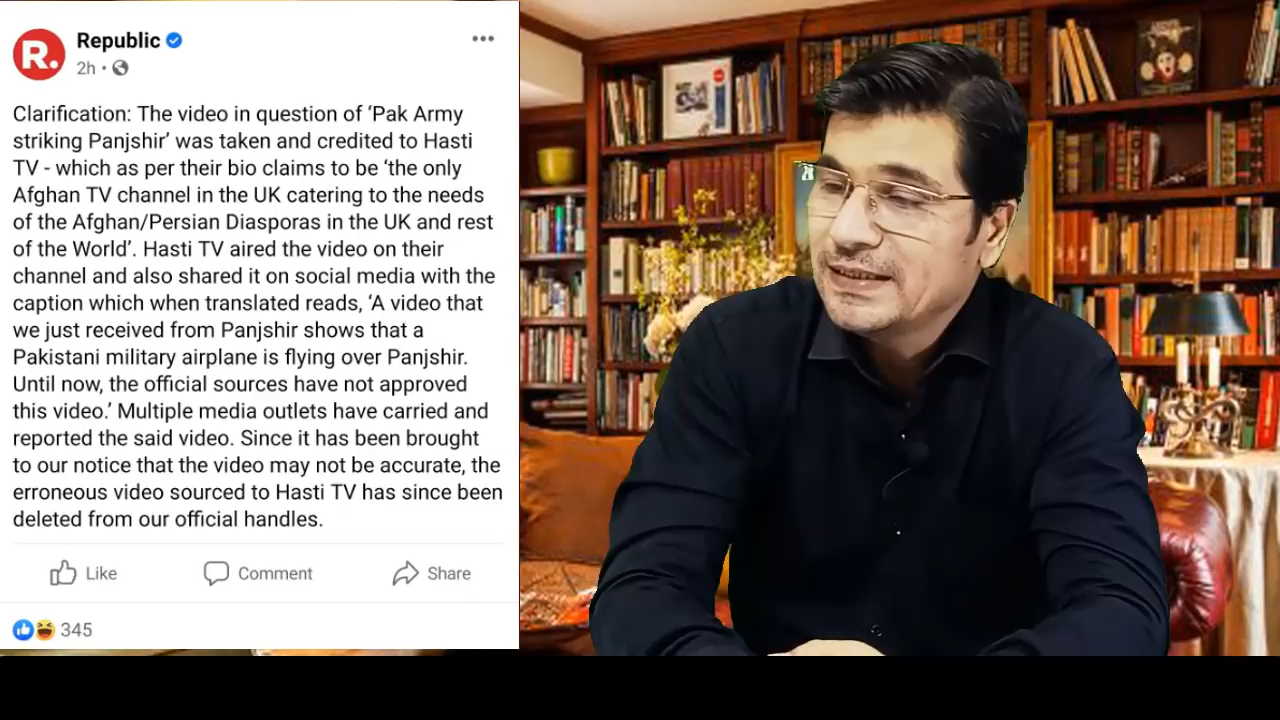 R.
Republic
2h
Clarification: The video in question of ‘Pak Army
striking Panjshir’ was taken and credited to Hasti
TV - which as per their bio claims to be ‘the only
Afghan TV channel in the UK catering to the needs
of the Afghan/Persian Diasporas in the UK and rest
of the World’. Hasti TV aired the video on their
channel and also shared it on social media with the
caption which when translated reads, ‘A video that
we just received from Panjshir shows that a
Pakistani military airplane is flying over Panjshir.
Until now, the official sources have not approved
this video.’ Multiple media outlets have carried and
reported the said video. Since it has been brought
to our notice that the video may not be accurate, the
erroneous video sourced to Hasti TV has since been
deleted from our official handles.
Like
Comment
Share
345